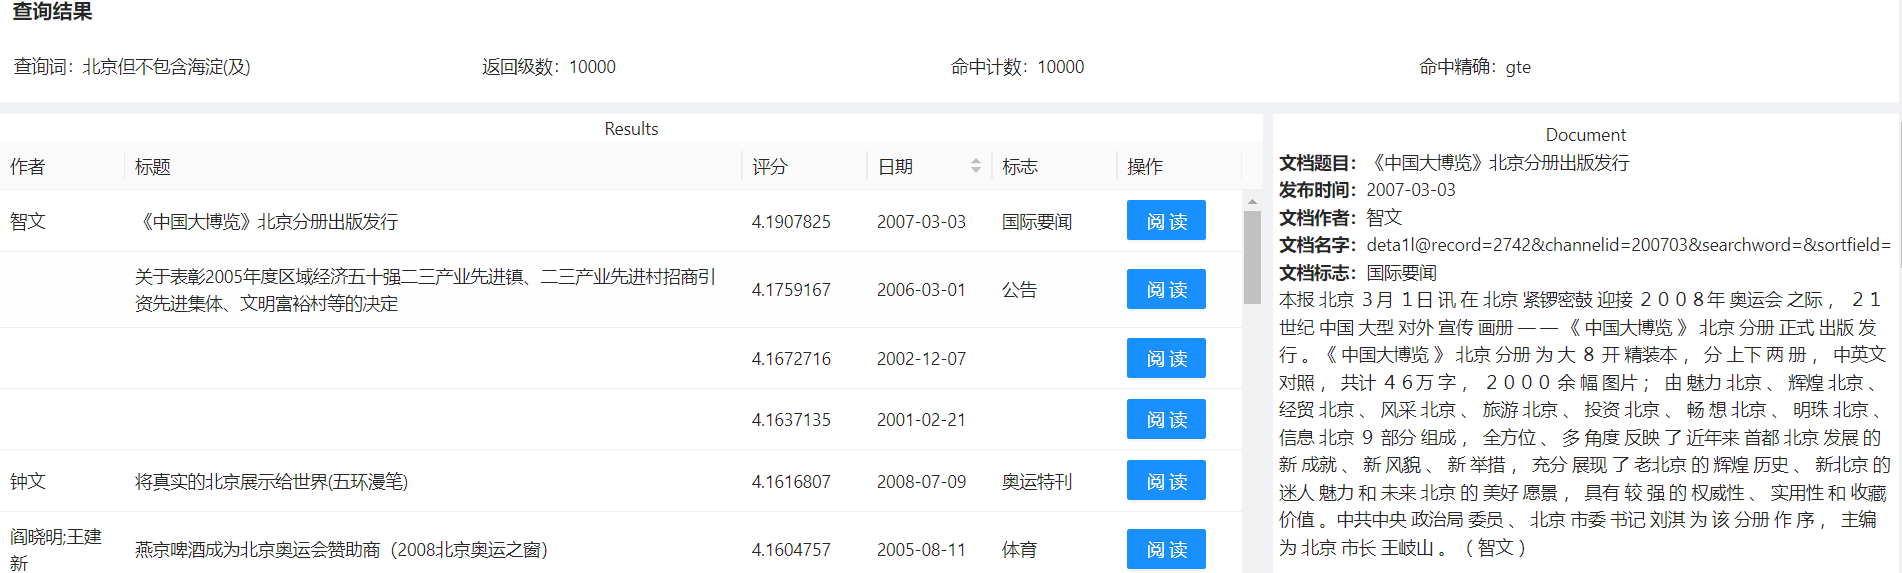 查询结果
查询词：北京但不包含海淀(及)
返回级数：10000
命中计数：10000
命中精确：gte
Results
作者 标题 评分 日期 标志 操作
智文 《中国大博览》北京分册出版发行 4.1907825 2007-03-03 国际要闻 阅 读
关于表彰2005年度区域经济五十强二三产业先进镇、二三产业先进村招商引
资先进集体、文明富裕村等的决定 4.1759167 2006-03-01 公告 阅 读
4.1672716 2002-12-07 阅 读
4.1637135 2001-02-21 阅 读
钟文 将真实的北京展示给世界(五环漫笔) 4.1616807 2008-07-09 奥运特刊 阅 读
阎晓明;王建
新 燕京啤酒成为北京奥运会赞助商（2008北京奥运之窗） 4.1604757 2005-08-11 体育 阅 读
Document
文档题目：《中国大博览》北京分册出版发行
发布时间：2007-03-03
文档作者：智文
文档名字：deta1l@record=2742&channelid=200703&searchword=&sortfield=
文档标志：国际要闻
本报 北京 ３月 １日 讯 在 北京 紧锣密鼓 迎接 ２００８年 奥运会 之际 ， ２１
世纪 中国 大型 对外 宣传 画册 — — 《 中国大博览 》 北京 分册 正式 出版 发
行 。《 中国大博览 》 北京 分册 为 大 ８ 开 精装本 ， 分 上下 两 册 ， 中英文
对照 ， 共计 ４６万 字 ， ２０００ 余 幅 图片 ； 由 魅力 北京 、 辉煌 北京 、
经贸 北京 、 风采 北京 、 旅游 北京 、 投资 北京 、 畅 想 北京 、 明珠 北京 、
信息 北京 ９ 部分 组成 ， 全方位 、 多 角度 反映 了 近年来 首都 北京 发展 的
新 成就 、 新 风貌 、 新 举措 ， 充分 展现 了 老北京 的 辉煌 历史 、 新北京 的
迷人 魅力 和 未来 北京 的 美好 愿景 ， 具有 较 强 的 权威性 、 实用性 和 收藏
价值 。中共中央 政治局 委员 、 北京 市委 书记 刘淇 为 该 分册 作 序 ， 主编
为 北京 市长 王岐山 。 （ 智文 ）